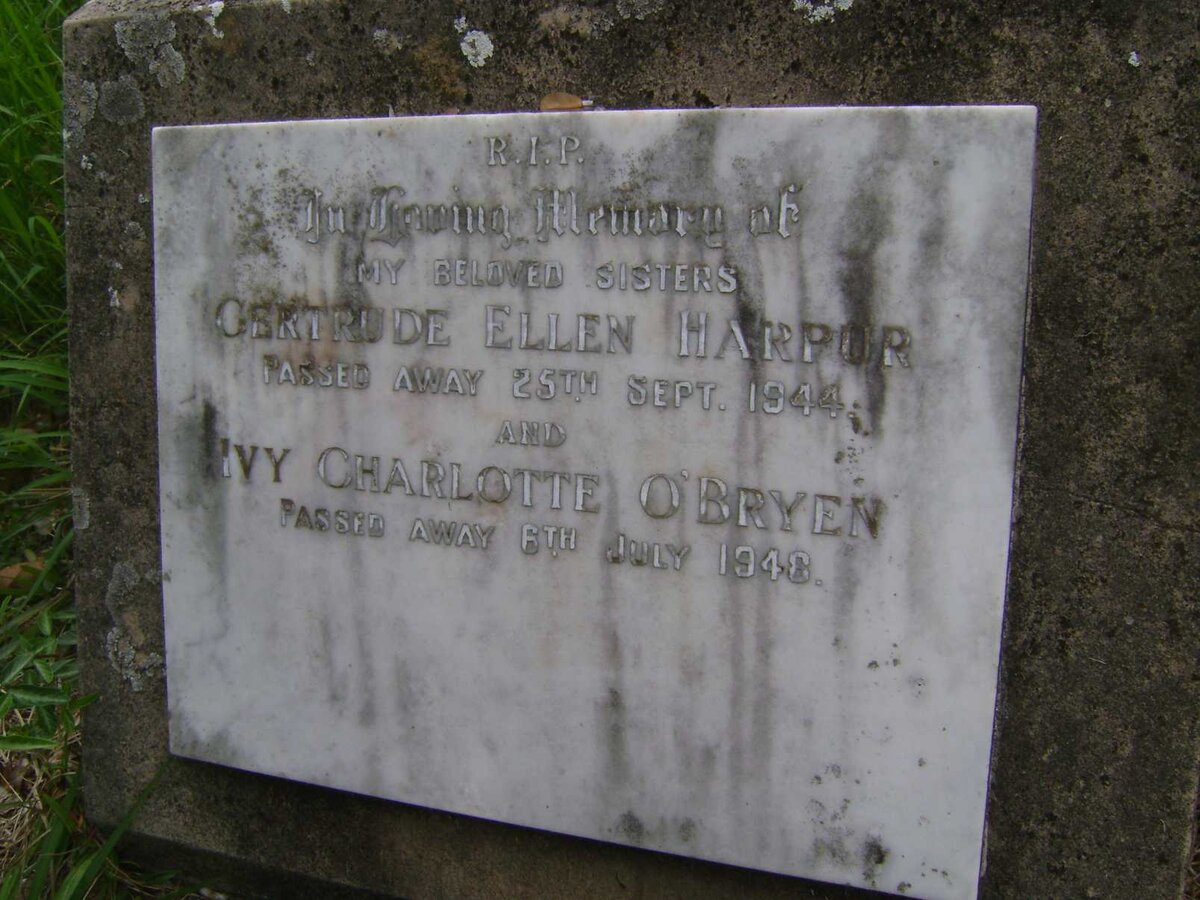 R.I.P.
In Loving Memory of
MY BELOVED SISTERS
GERTRUDE ELLEN HARPUR
PASSED AWAY 25TH SEPT. 1944.
AND
IVY CHARLOTTE O'BRYEN
PASSED AWAY 6TH JULY 1948.